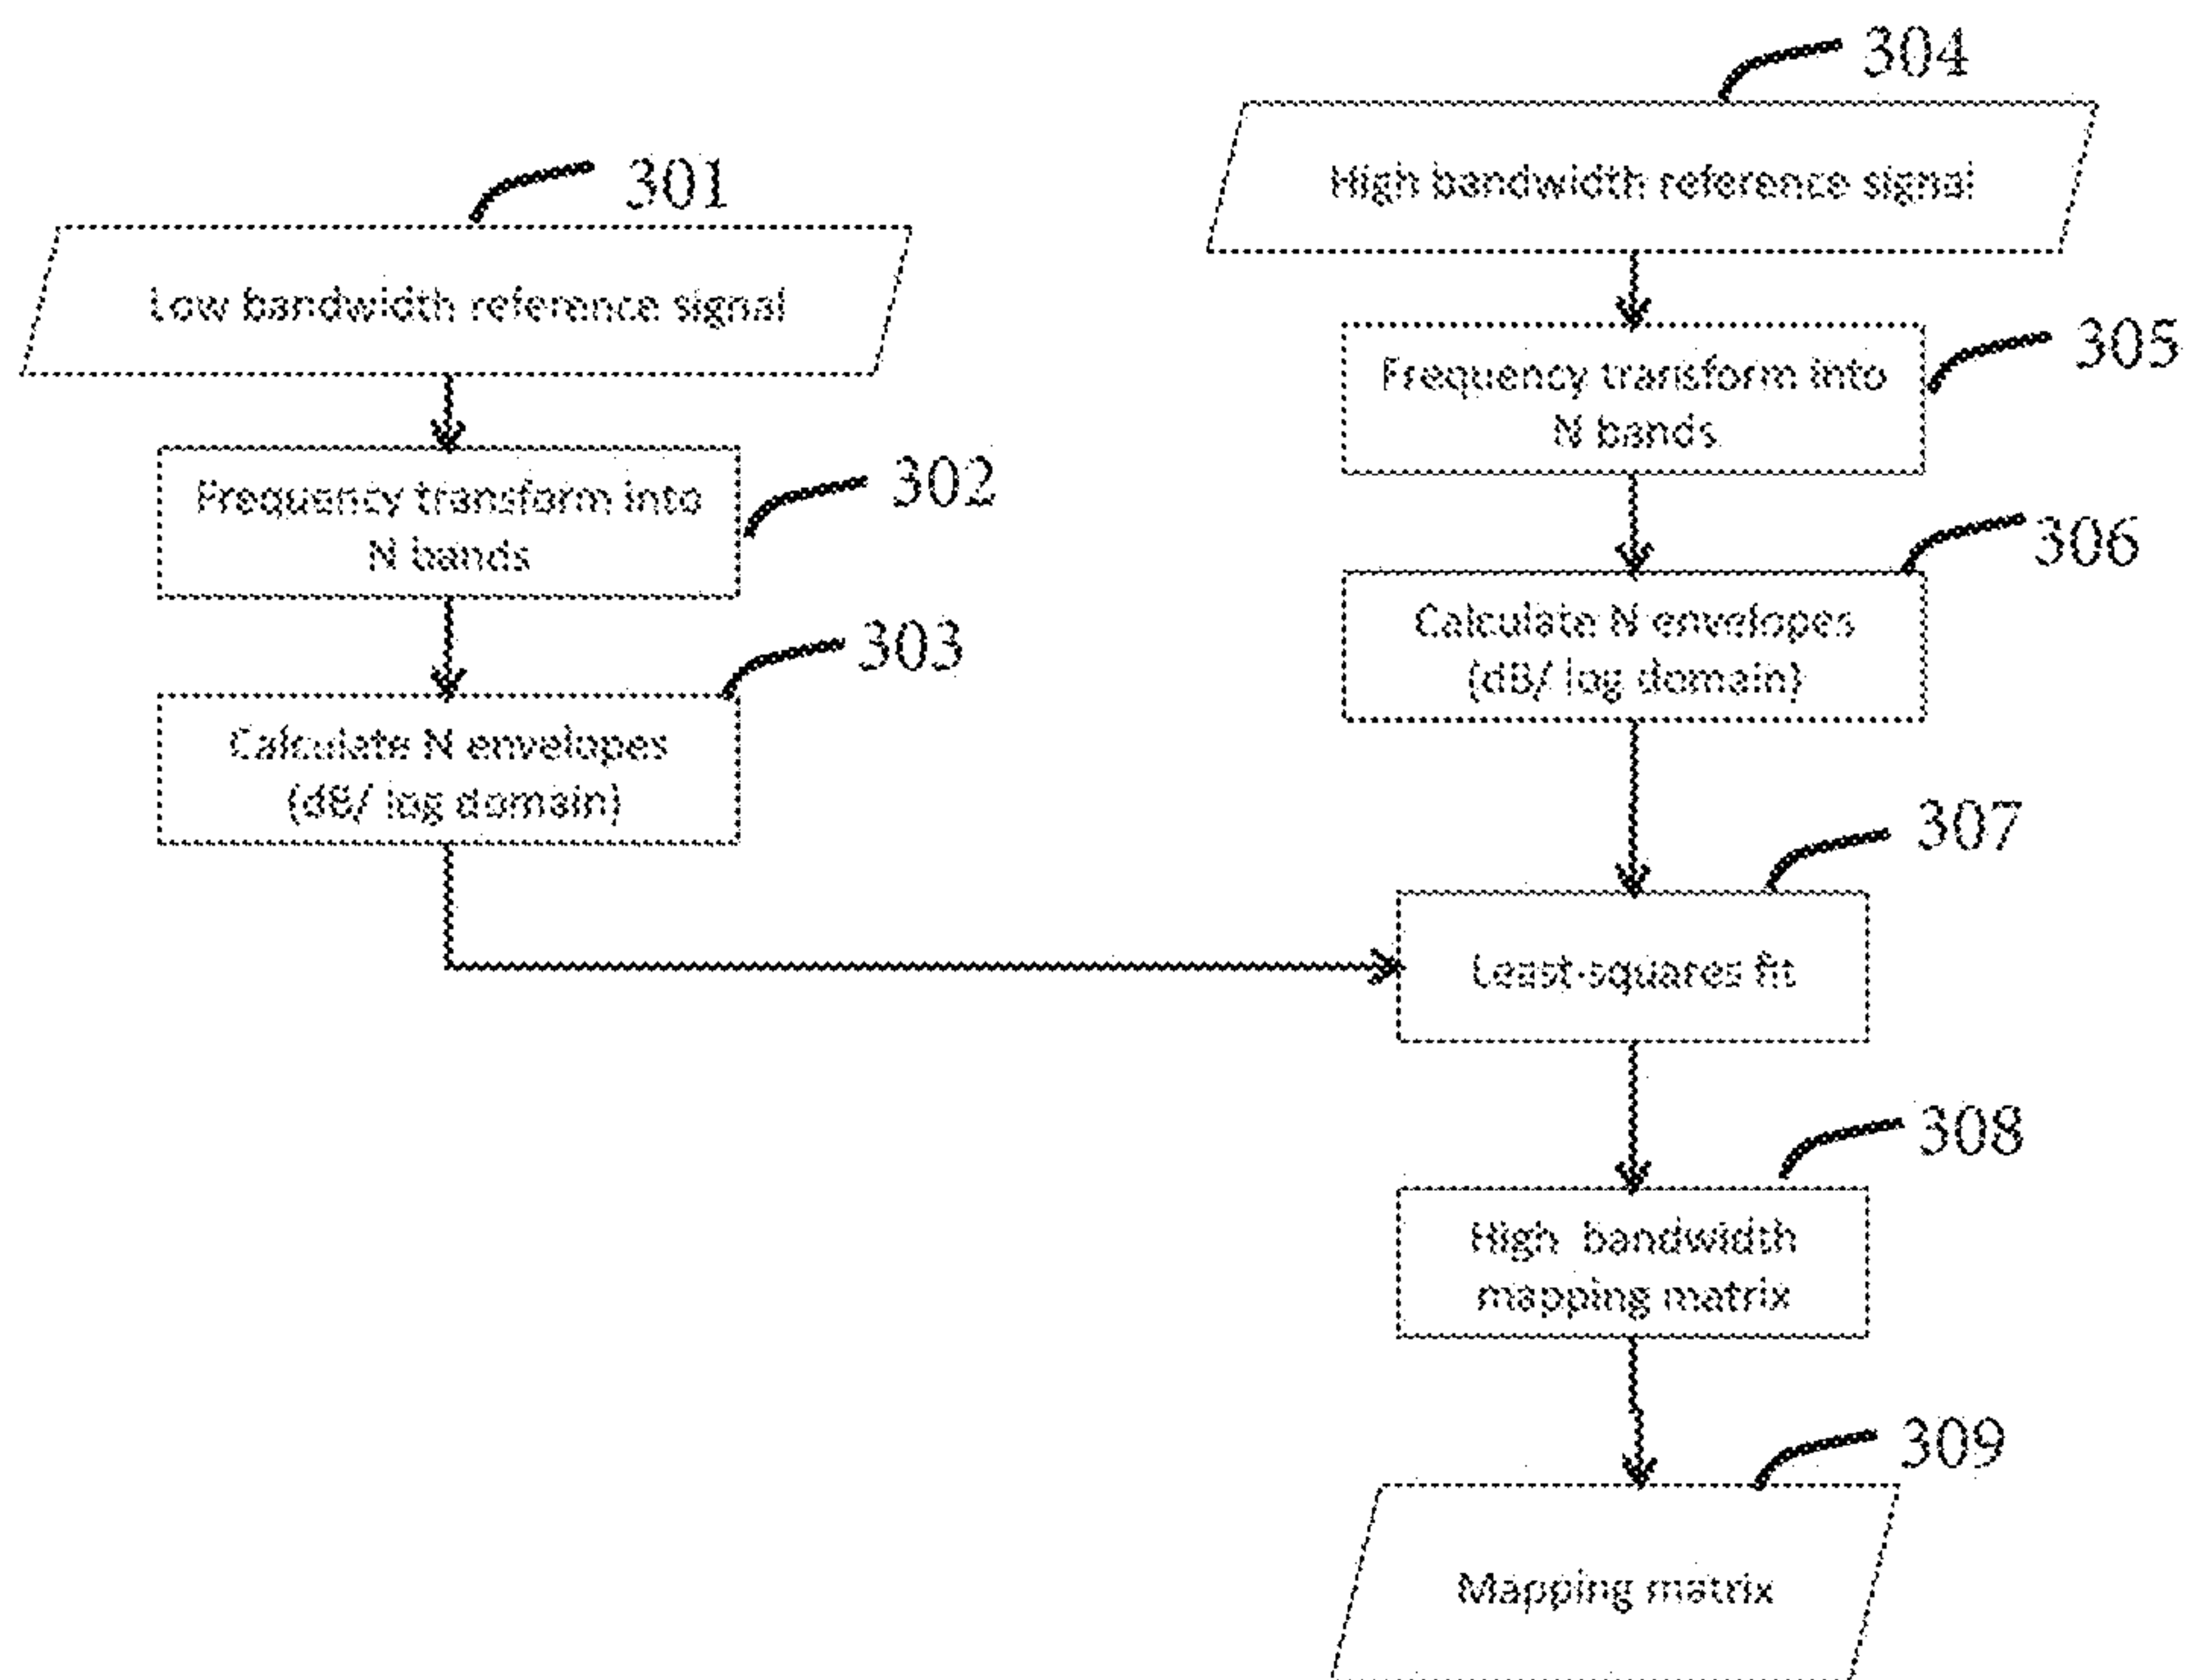 304
High bandwidth reference signal
301
Low bandwidth reference signal
305
Frequency transform into
N bands
302
Frequency transform into
N bands
306
Calculate N envelopes
(dB/ log domain)
303
Calculate N envelopes
(dB/ log domain)
307
Least-squares fit
308
High bandwidth
mapping matrix
309
Mapping matrix